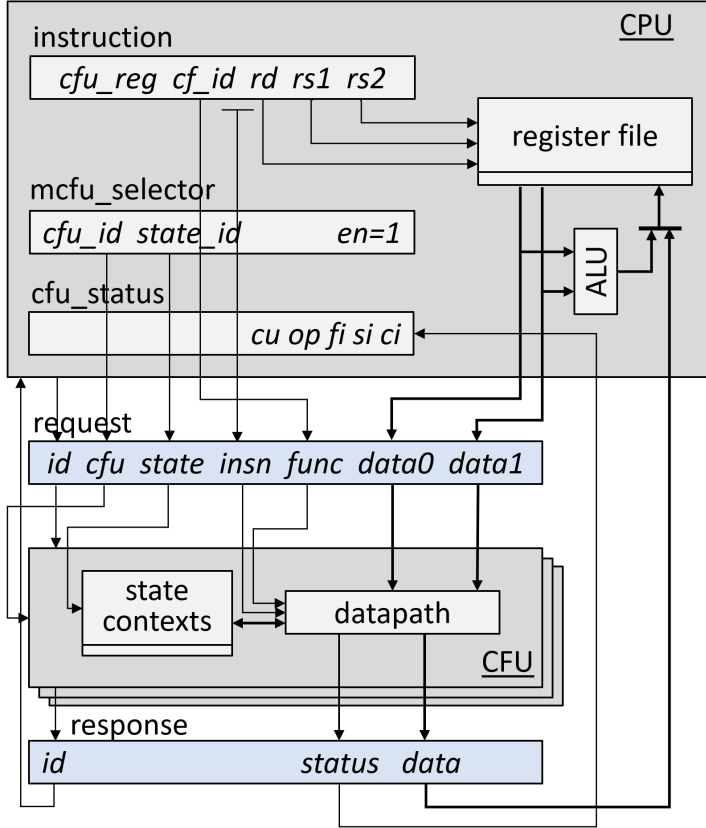 CPU
instruction
cfu_reg cf_id rd rs1 rs2
register file
mcfu_selector
cfu_id state_id en=1
ALU
cfu_status
cu op fi si ci
request
id cfu state insn func data0 data1
state
contexts
datapath
CFU
response
id status data